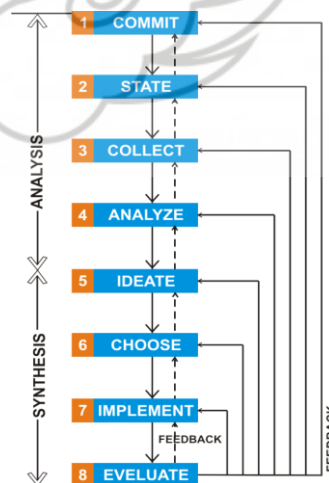 1 COMMIT
2 STATE
3 COLLECT
ANALYSIS
4 ANALYZE
5 IDEATE
6 CHOOSE
SYNTHESIS
7 IMPLEMENT
FEEDBACK
8 EVELUATE
FEEDBACK